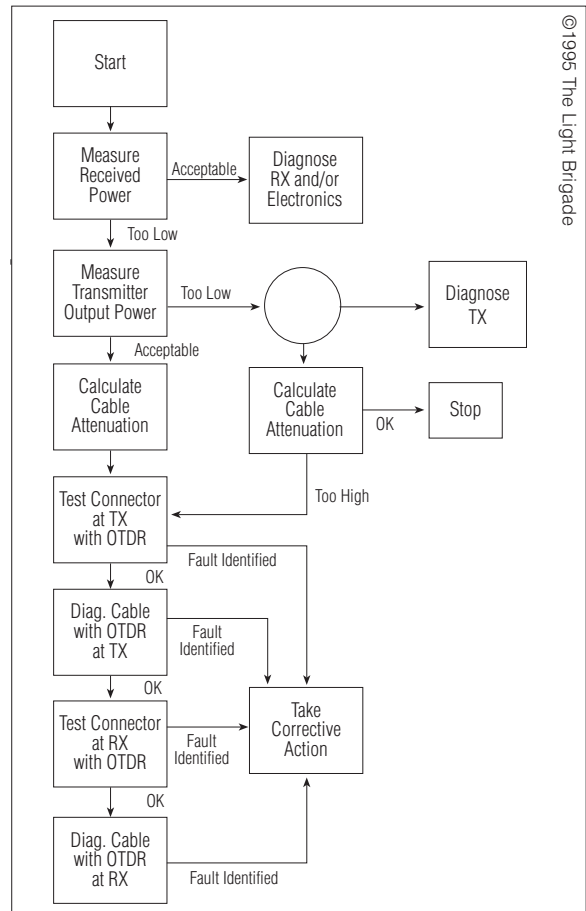 Start
©1995 The Light Brigade
Measure
Received
Power
Acceptable
Diagnose
RX and/or
Electronics
Too Low
Measure
Transmitter
Output Power
Too Low
Diagnose
TX
Acceptable
Calculate
Cable
Attenuation
Calculate
Cable
Attenuation
OK
Stop
Too High
Test Connector
at TX
with OTDR
Fault Identified
OK
Diag. Cable
with OTDR
at TX
Fault
Identified
OK
Test Connector
at RX
with OTDR
Fault
Identified
Take
Corrective
Action
OK
Diag. Cable
with OTDR
at RX
Fault Identified